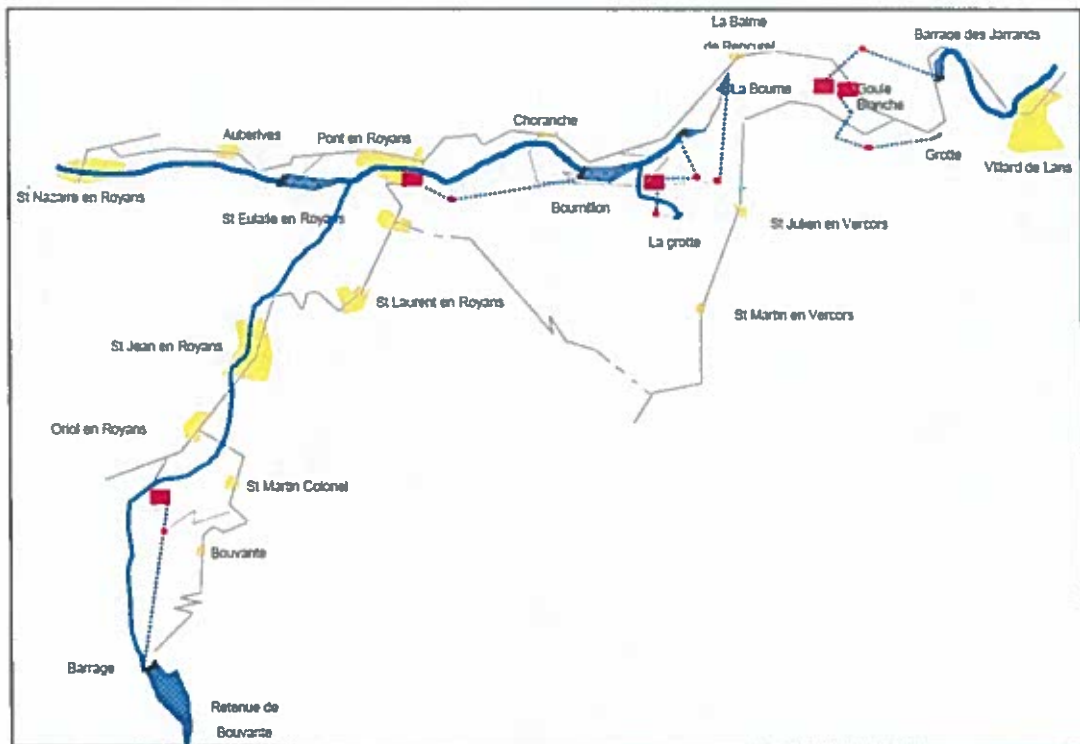 La Balme
de Rencurel
Barrage des Jarrands
La Bourne
Goule
Blanche
Choranche
Auberives
Pont en Royans
Grotte
Villard de Lans
St Nazaire en Royans
St Eulalie en Royans
Bournillon
La grotte
St Julien en Vercors
St Laurent en Royans
St Martin en Vercors
St Jean en Royans
Oriol en Royans
St Martin Colonel
Bouvante
Barrage
Retenue de
Bouvante